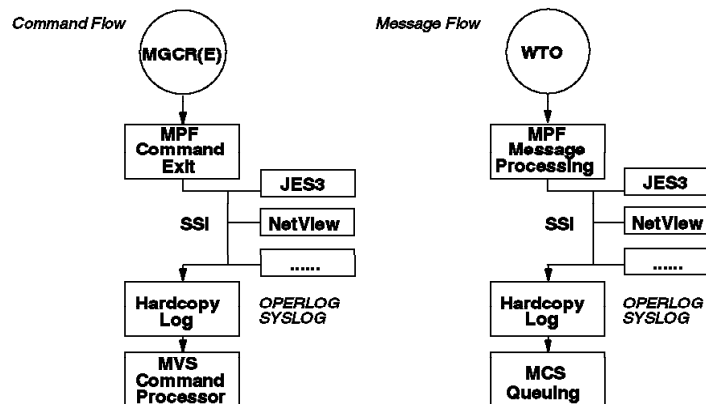 Command Flow
MGCR(E)
MPF
Command
Exit
JES3
SSI
NetView
......
Hardcopy
Log
OPERLOG
SYSLOG
MVS
Command
Processor
Message Flow
WTO
MPF
Message
Processing
JES3
SSI
NetView
......
Hardcopy
Log
OPERLOG
SYSLOG
MCS
Queuing